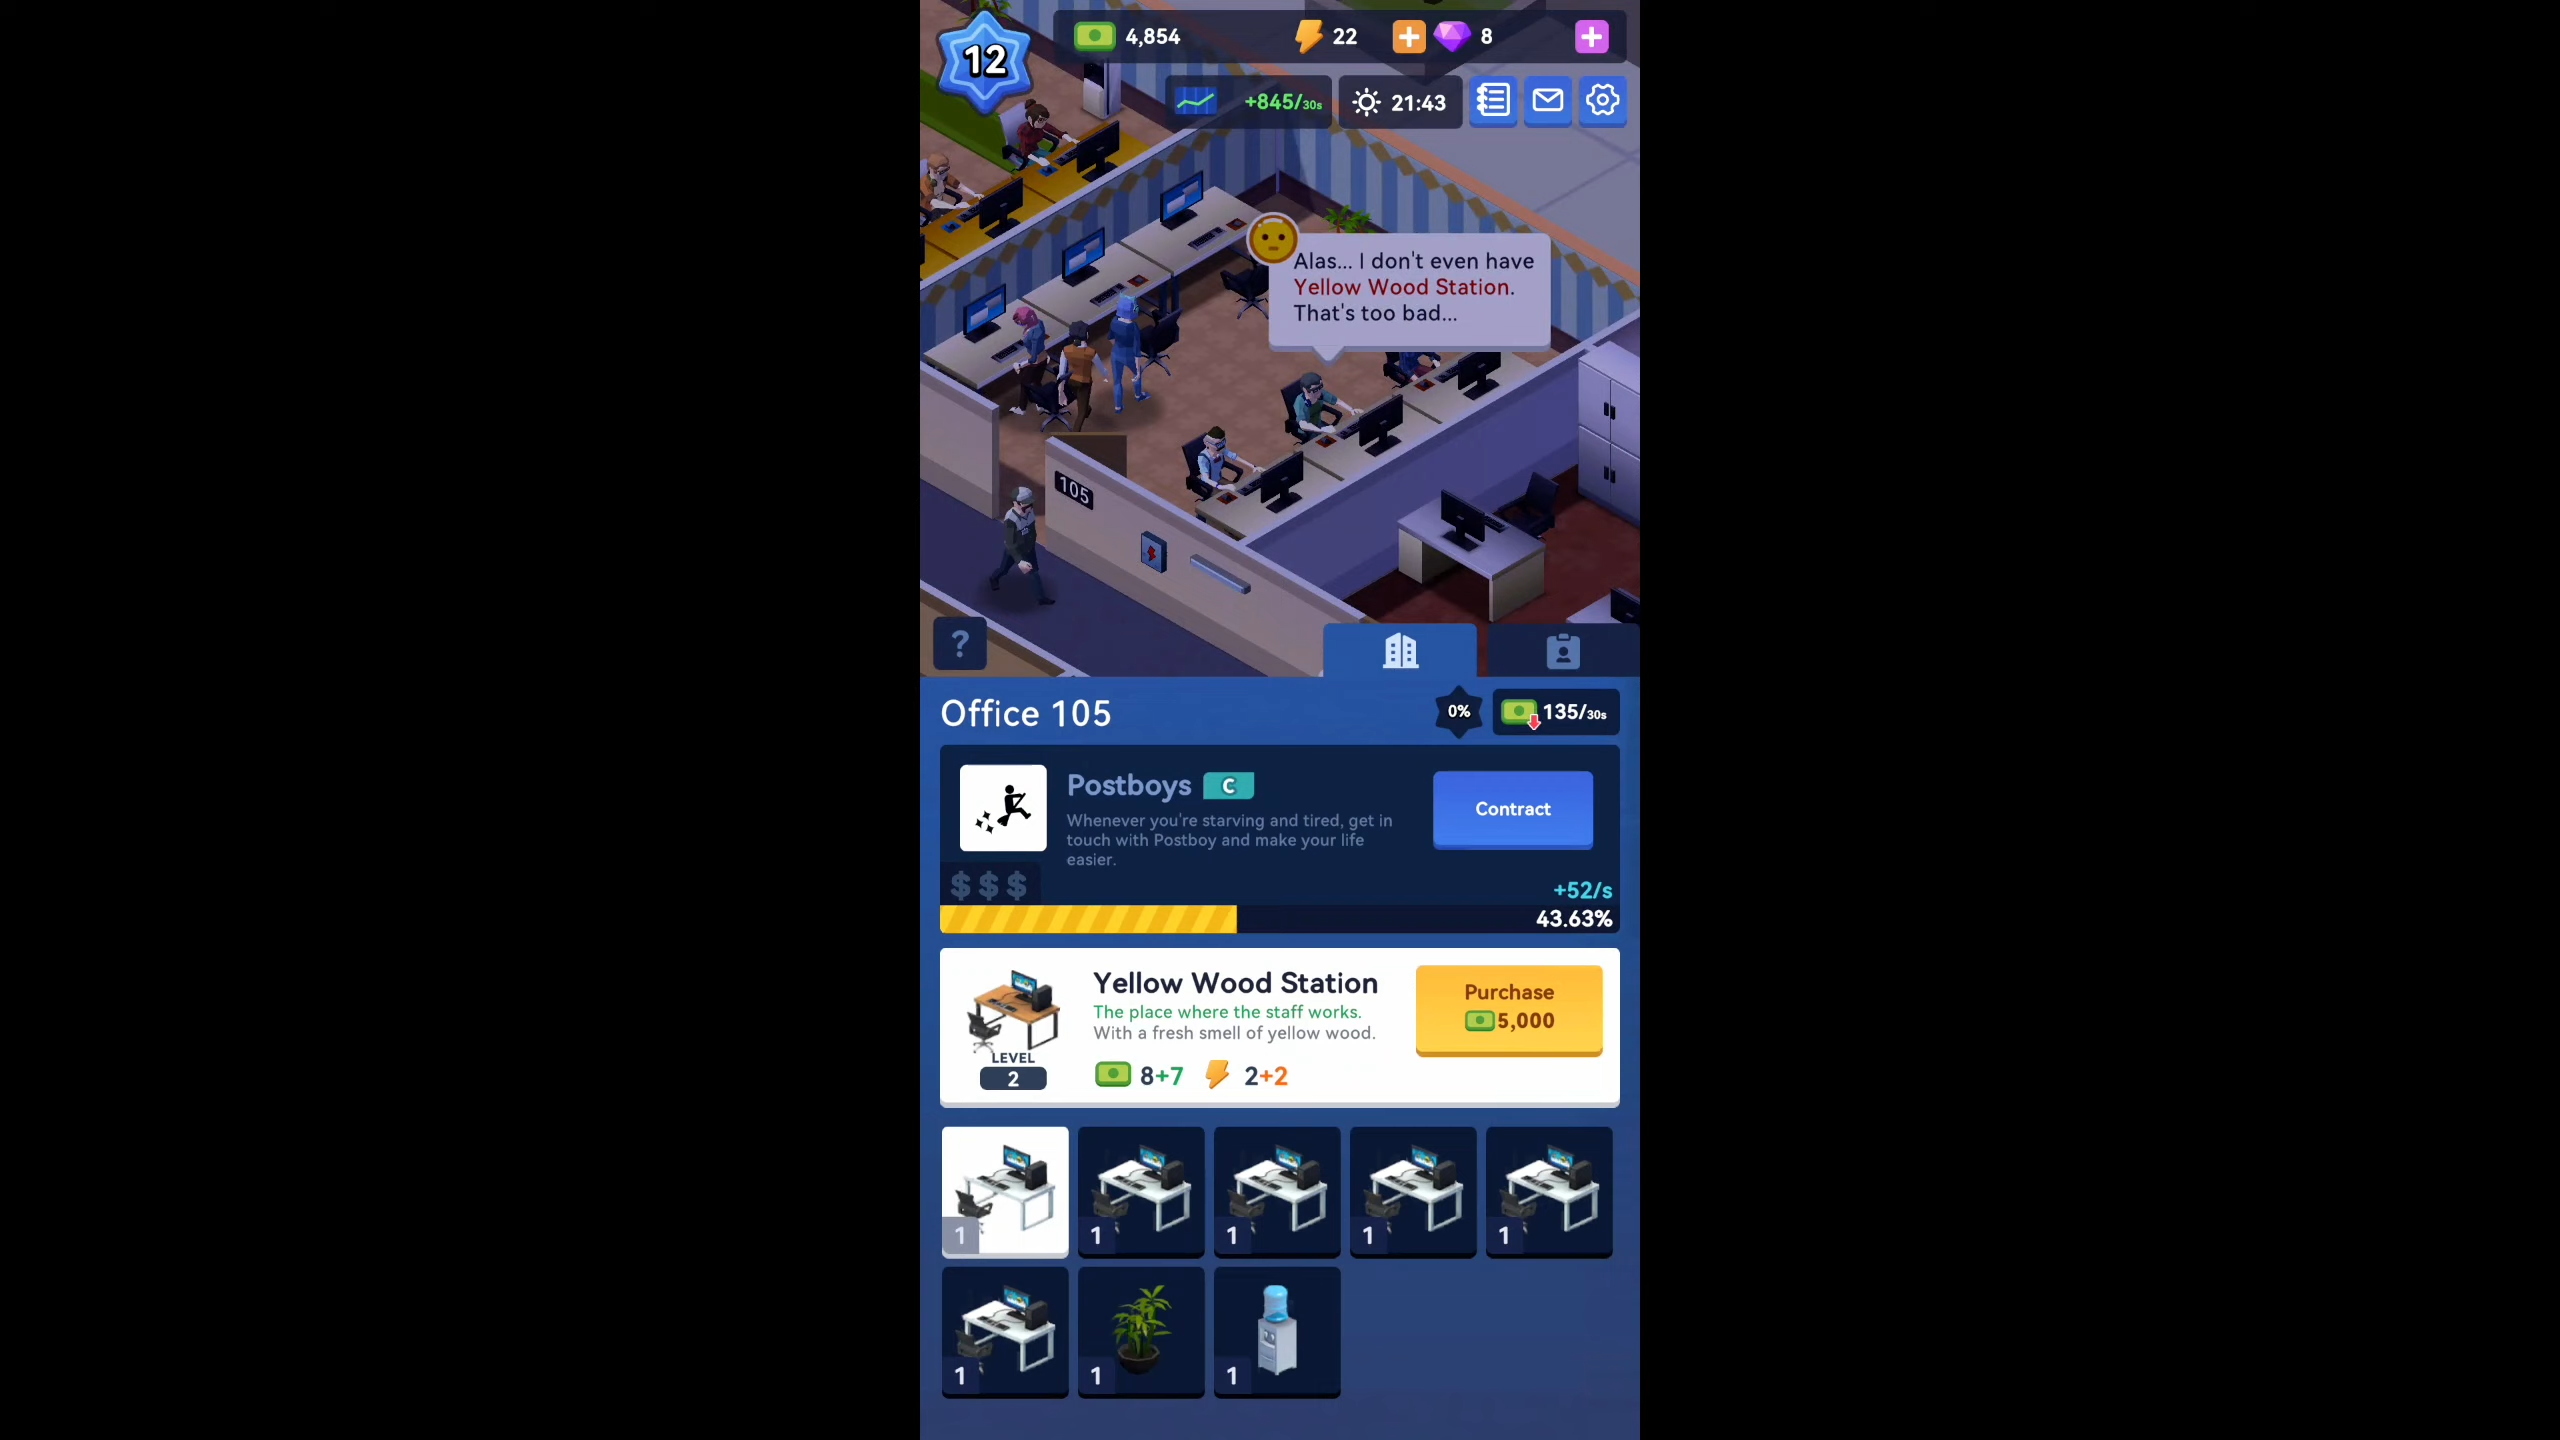 12
4,854
22
8
+845/30s
21:43
Alas... I don't even have
Yellow Wood Station.
That's too bad...
105
?
Office 105
0%
135/30s
Postboys C
Whenever you're starving and tired, get in
touch with Postboy and make your life
easier.
Contract
$ $ $
+52/s
43.63%
Yellow Wood Station
The place where the staff works.
With a fresh smell of yellow wood.
Purchase
5,000
LEVEL
2
8+7
2+2
1
1
1
1
1
1
1
1